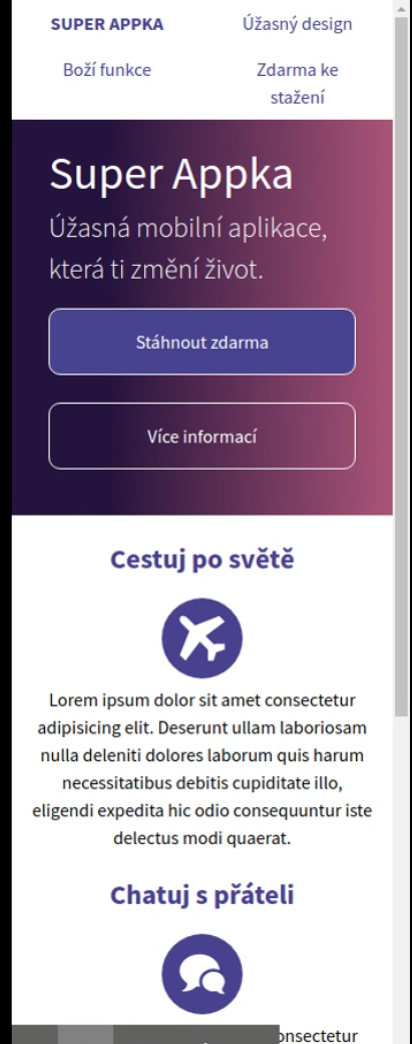 SUPER APPKA
Úžasný design
Boží funkce
Zdarma ke
stažení
Super Appka
Úžasná mobilní aplikace,
která ti změní život.
Stáhnout zdarma
Více informací
Cestuj po světě
Lorem ipsum dolor sit amet consectetur
adipisicing elit. Deserunt ullam laboriosam
nulla deleniti dolores laborum quis harum
necessitatibus debitis cupiditate illo,
eligendi expedita hic odio consequuntur iste
delectus modi quaerat.
Chatuj s přáteli
onsectetur